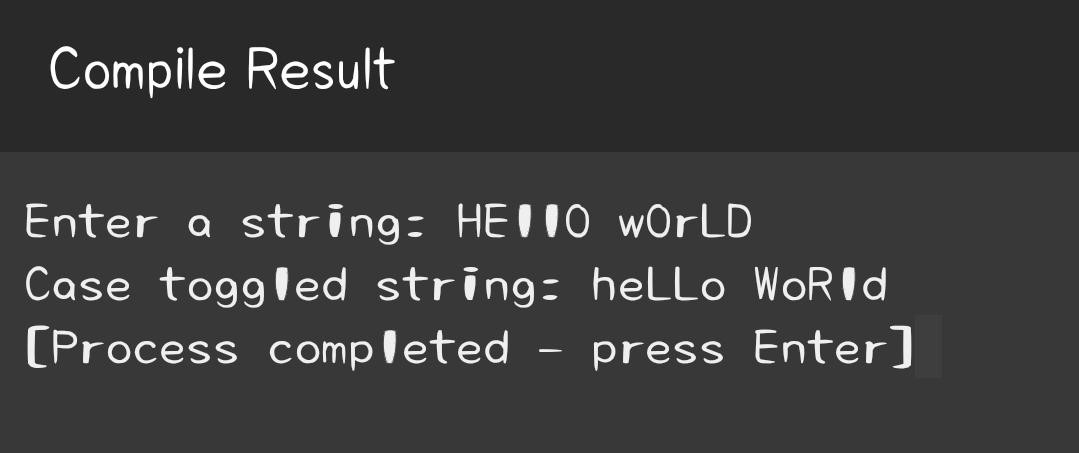 Compile Result
Enter a string: HEllO wOrLD
Case toggled string: heLLo WoRld
[Process completed - press Enter]